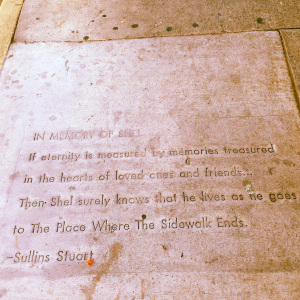 IN MEMORY OF SHEL
If eternity is measured by memories treasured
in the hearts of loved ones and friends...
Then Shel surely knows that he lives as he goes
to The Place Where The Sidewalk Ends.
-Sullins Stuart